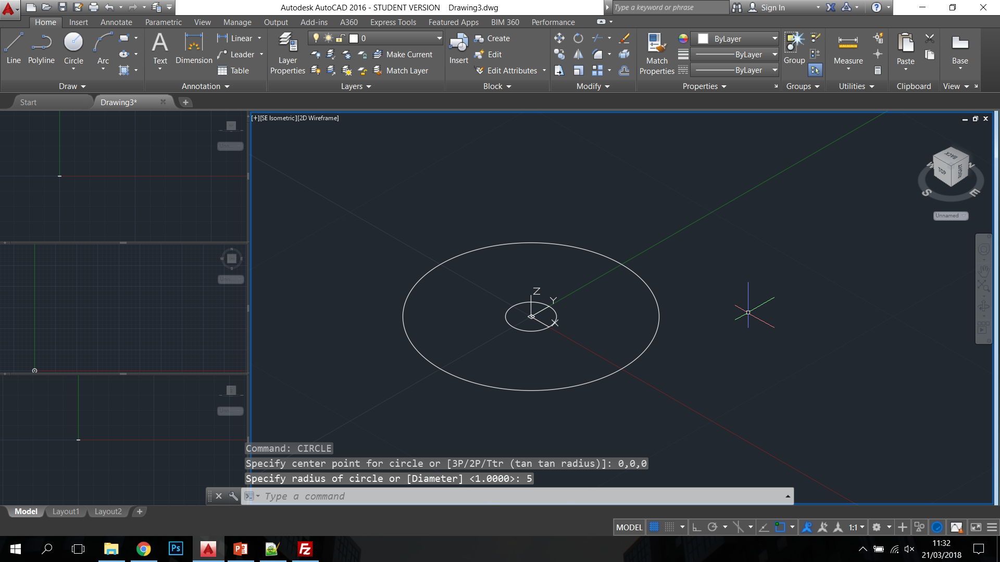 Autodesk AutoCAD 2016 - STUDENT VERSION Drawing3.dwg
Type a keyword or phrase
Sign In
Home Insert Annotate Parametric View Manage Output Add-ins A360 Express Tools Featured Apps BIM 360 Performance
Line Polyline Circle Arc
Draw
Text Dimension
Linear
Leader
Table
Annotation
Layer Properties
0
Make Current
Match Layer
Layers
Insert
Create
Edit
Edit Attributes
Block
Modify
Match Properties
ByLayer
ByLayer
ByLayer
Properties
Group
Groups
Measure
Utilities
Paste
Clipboard
Base
View
Start
Drawing3*
[+][SE Isometric][2D Wireframe]
BACK
TOP
RIGHT
W N
S E
Unnamed
N
W E
S
Z
Y
X
Command: CIRCLE
Specify center point for circle or [3P/2P/Ttr (tan tan radius)]: 0,0,0
Specify radius of circle or [Diameter] <1.0000>: 5
Type a command
Model Layout1 Layout2
MODEL
1:1
Ps
Fz
11:32
21/03/2018